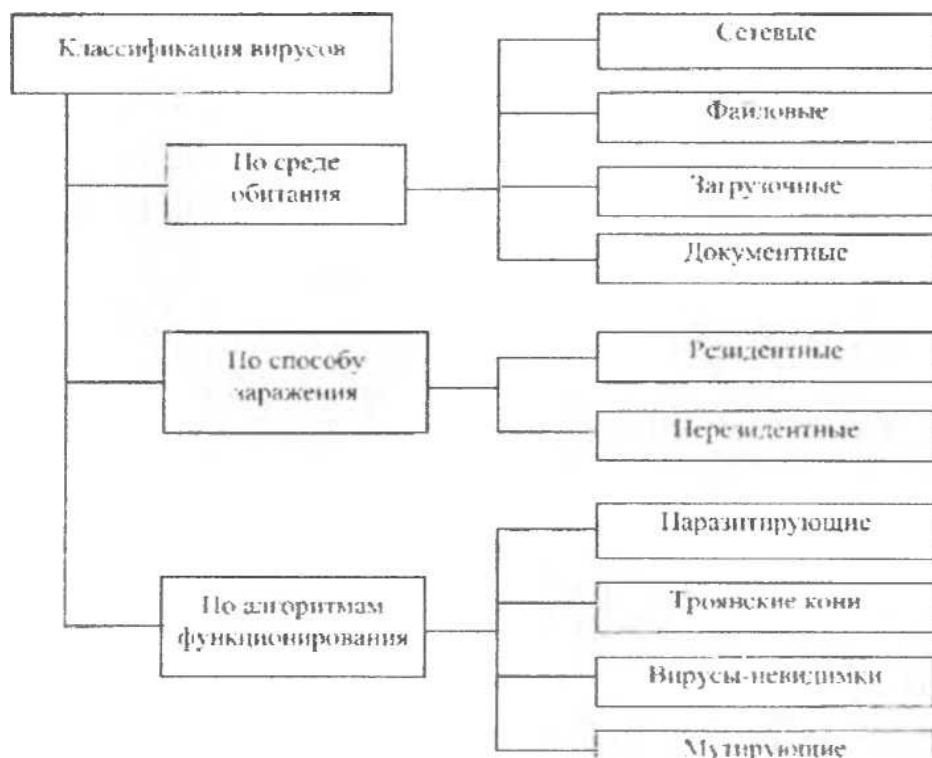 Классификация вирусов
По среде
обитания
Сетевые
Файловые
Загрузочные
Документные
По способу
заражения
Резидентные
Нерезидентные
По алгоритмам
функционирования
Паразитирующие
Троянские кони
Вирусы-невидимки
Мутирующие